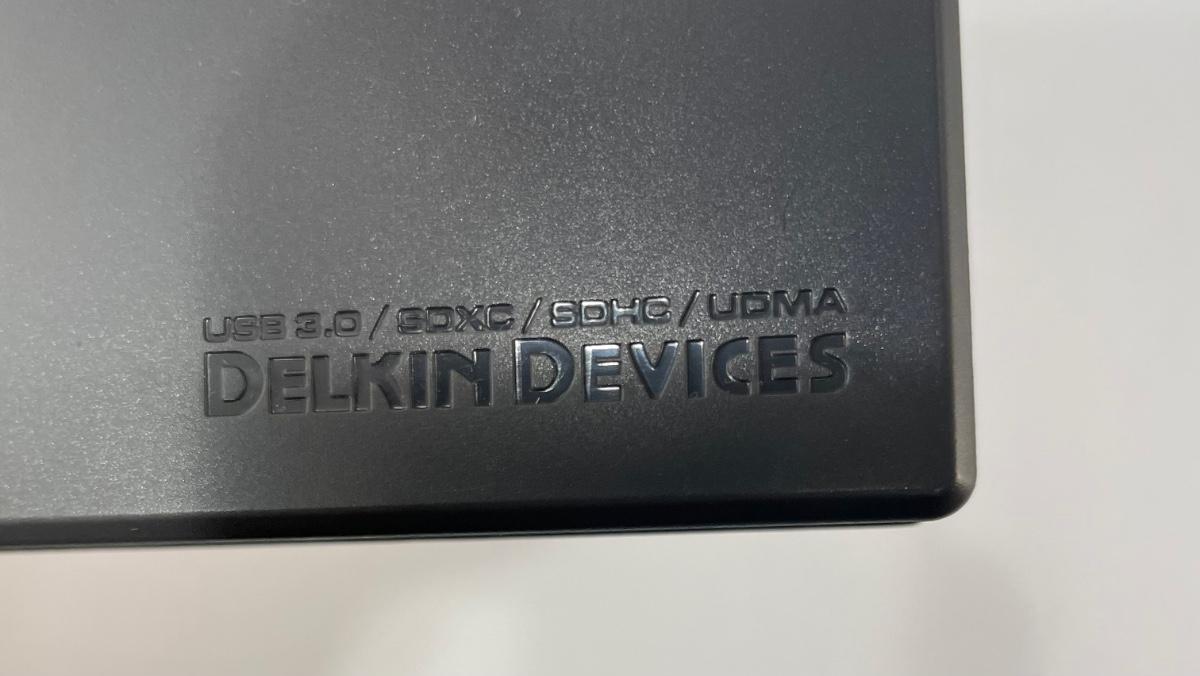 USB 3.0 / SDXC / SDHC / UDMA
DELKIN DEVICES